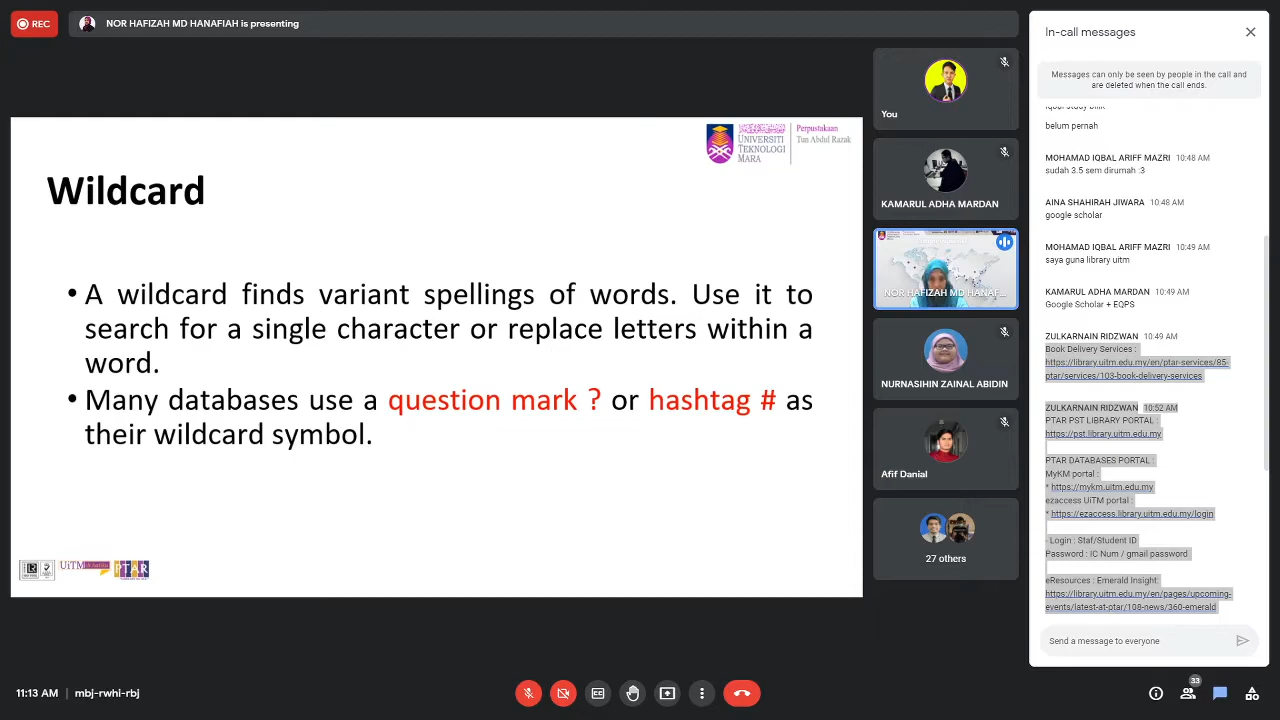 REC
NOR HAFIZAH MD HANAFIAH is presenting
UNIVERSITI
TEKNOLOGI
MARA
Perpustakaan
Tun Abdul Razak
Wildcard
• A wildcard finds variant spellings of words. Use it to
search for a single character or replace letters within a
word.
• Many databases use a question mark ? or hashtag # as
their wildcard symbol.
UiTM
PTAR
You
KAMARUL ADHA MARDAN
NOR HAFIZAH MD HANAF...
NURNASIHIN ZAINAL ABIDIN
Afif Danial
27 others
In-call messages
Messages can only be seen by people in the call and
are deleted when the call ends.
belum pernah
MOHAMAD IQBAL ARIFF MAZRI 10:48 AM
sudah 3.5 sem dirumah :3
AINA SHAHIRAH JIWARA 10:48 AM
google scholar
MOHAMAD IQBAL ARIFF MAZRI 10:49 AM
saya guna library uitm
KAMARUL ADHA MARDAN 10:49 AM
Google Scholar + EQPS
ZULKARNAIN RIDZWAN 10:49 AM
Book Delivery Services :
https://library.uitm.edu.my/en/ptar-services/85-
ptar/services/103-book-delivery-services
ZULKARNAIN RIDZWAN 10:52 AM
PTAR PST LIBRARY PORTAL :
https://pst.library.uitm.edu.my
PTAR DATABASES PORTAL :
MyKM portal :
* https://mykm.uitm.edu.my
ezaccess UiTM portal :
* https://ezaccess.library.uitm.edu.my/login
- Login : Staf/Student ID
Password : IC Num / gmail password
eResources : Emerald Insight:
https://library.uitm.edu.my/en/pages/upcoming-
events/latest-at-ptar/108-news/360-emerald
Send a message to everyone
11:13 AM | mbj-rwhi-rbj
33